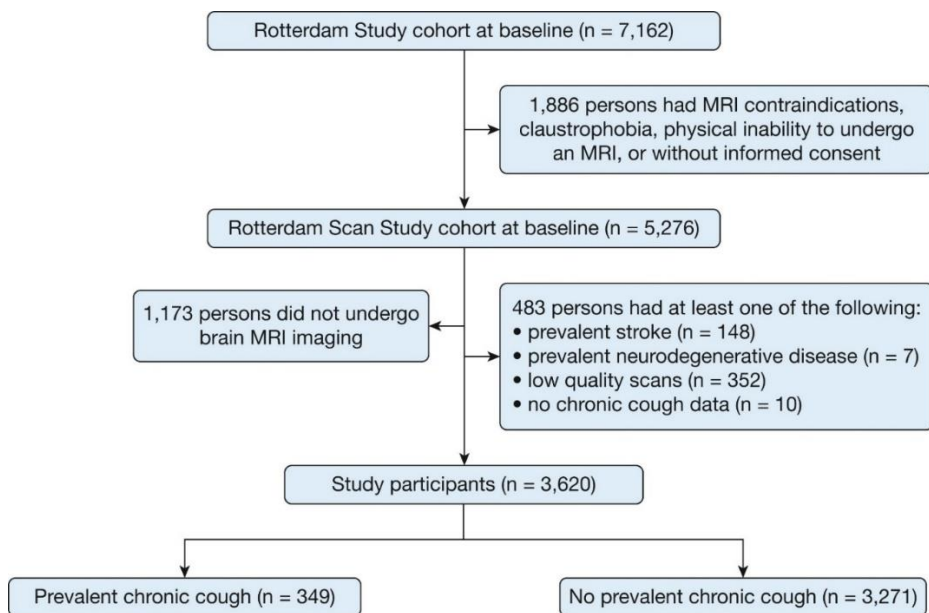 Rotterdam Study cohort at baseline (n = 7,162)
1,886 persons had MRI contraindications,
claustrophobia, physical inability to undergo
an MRI, or without informed consent
Rotterdam Scan Study cohort at baseline (n = 5,276)
1,173 persons did not undergo
brain MRI imaging
483 persons had at least one of the following:
• prevalent stroke (n = 148)
• prevalent neurodegenerative disease (n = 7)
• low quality scans (n = 352)
• no chronic cough data (n = 10)
Study participants (n = 3,620)
Prevalent chronic cough (n = 349)
No prevalent chronic cough (n = 3,271)